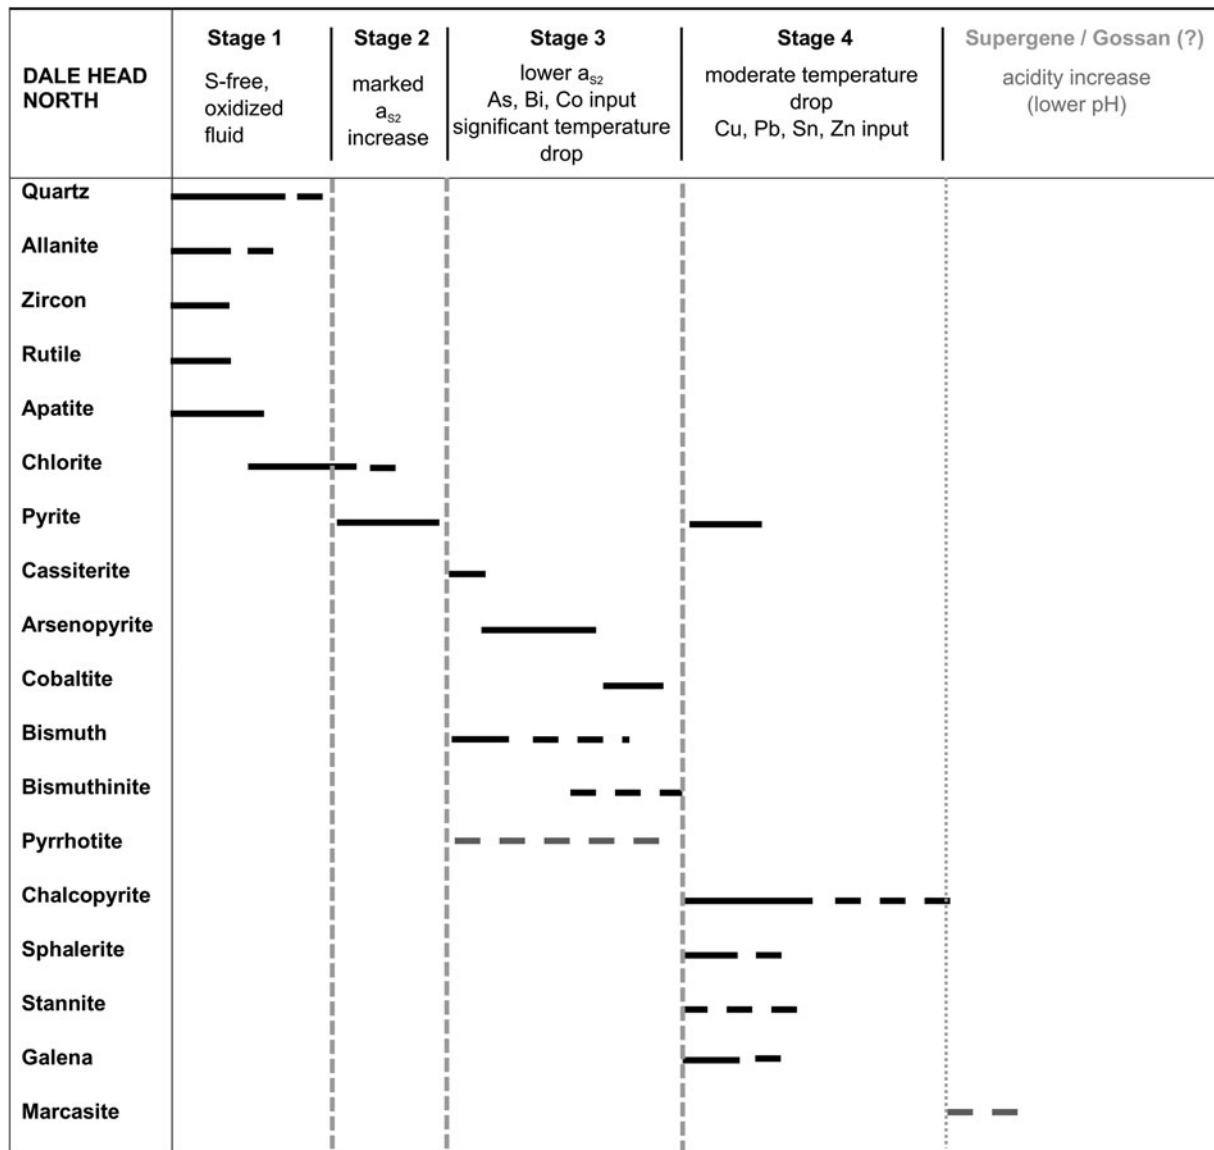 DALE HEAD
NORTH
Stage 1
S-free,
oxidized
fluid
Stage 2
marked
aS2
increase
Stage 3
lower aS2
As, Bi, Co input
significant temperature
drop
Stage 4
moderate temperature
drop
Cu, Pb, Sn, Zn input
Supergene / Gossan (?)
acidity increase
(lower pH)
Quartz
Allanite
Zircon
Rutile
Apatite
Chlorite
Pyrite
Cassiterite
Arsenopyrite
Cobaltite
Bismuth
Bismuthinite
Pyrrhotite
Chalcopyrite
Sphalerite
Stannite
Galena
Marcasite